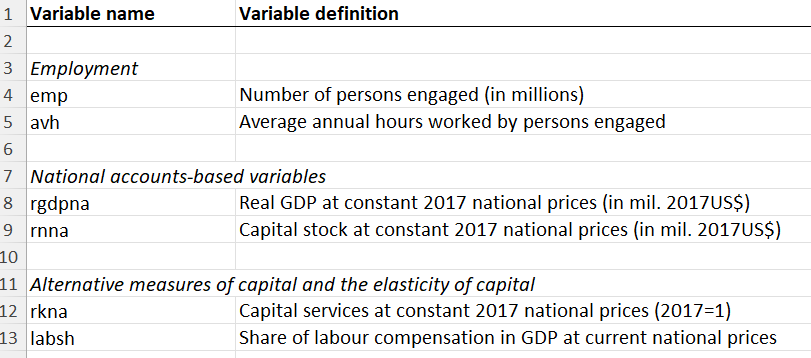 1 Variable name Variable definition
2
3 Employment
4 emp Number of persons engaged (in millions)
5 avh Average annual hours worked by persons engaged
6
7 National accounts-based variables
8 rgdpna Real GDP at constant 2017 national prices (in mil. 2017US$)
9 rnna Capital stock at constant 2017 national prices (in mil. 2017US$)
10
11 Alternative measures of capital and the elasticity of capital
12 rkna Capital services at constant 2017 national prices (2017=1)
13 labsh Share of labour compensation in GDP at current national prices